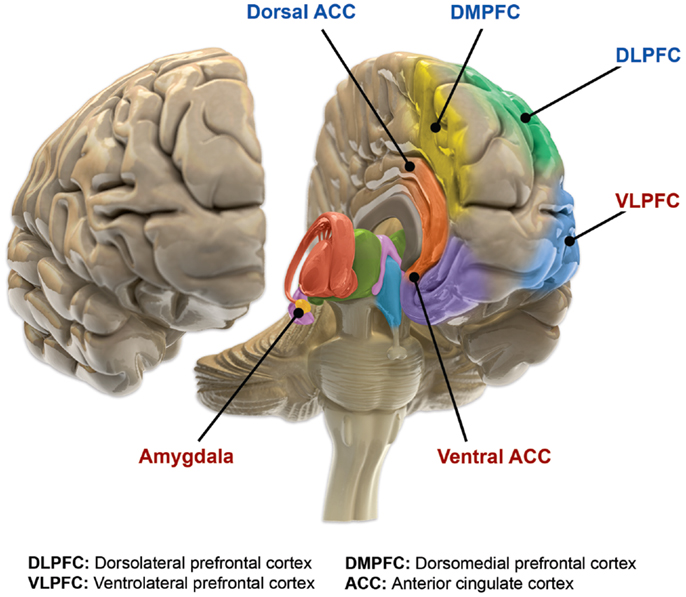 Dorsal ACC
DMPFC
DLPFC
VLPFC
Amygdala
Ventral ACC
DLPFC: Dorsolateral prefrontal cortex
VLPFC: Ventrolateral prefrontal cortex
DMPFC: Dorsomedial prefrontal cortex
ACC: Anterior cingulate cortex